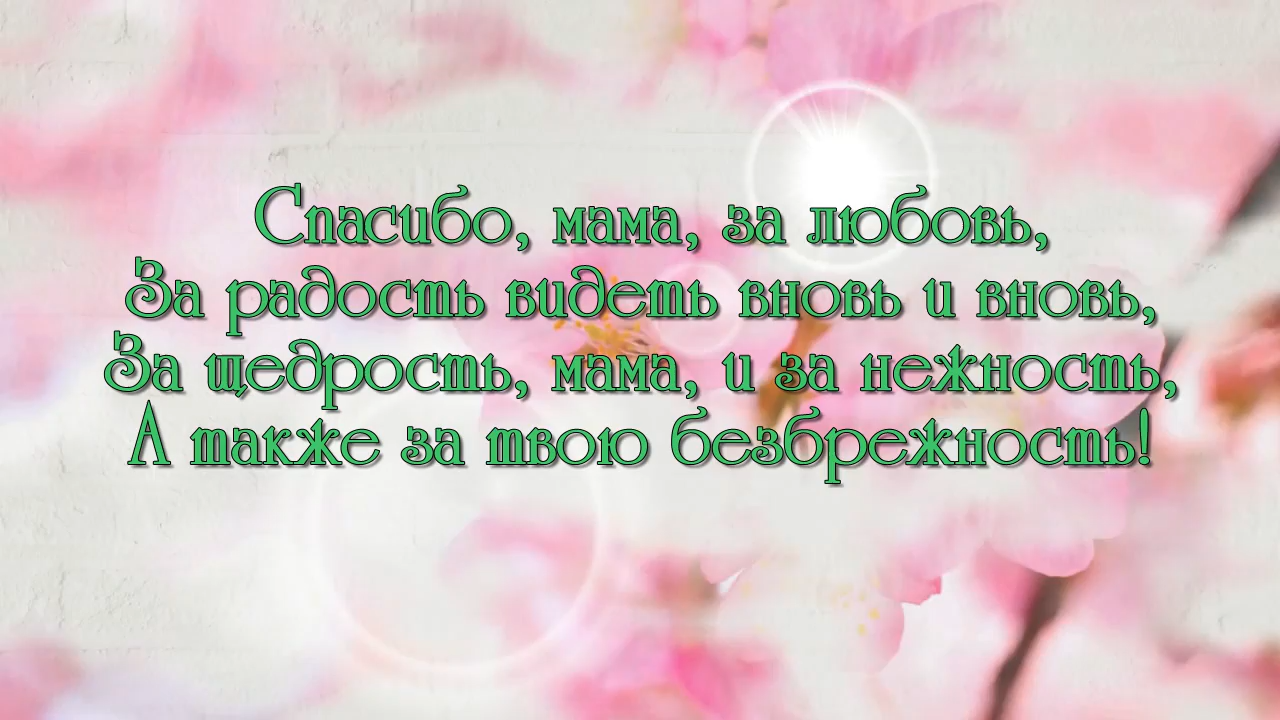 Спасибо, мама, за любовь,
За радость видеть вновь и вновь,
За щедрость, мама, и за нежность,
А также за твою безбрежность!